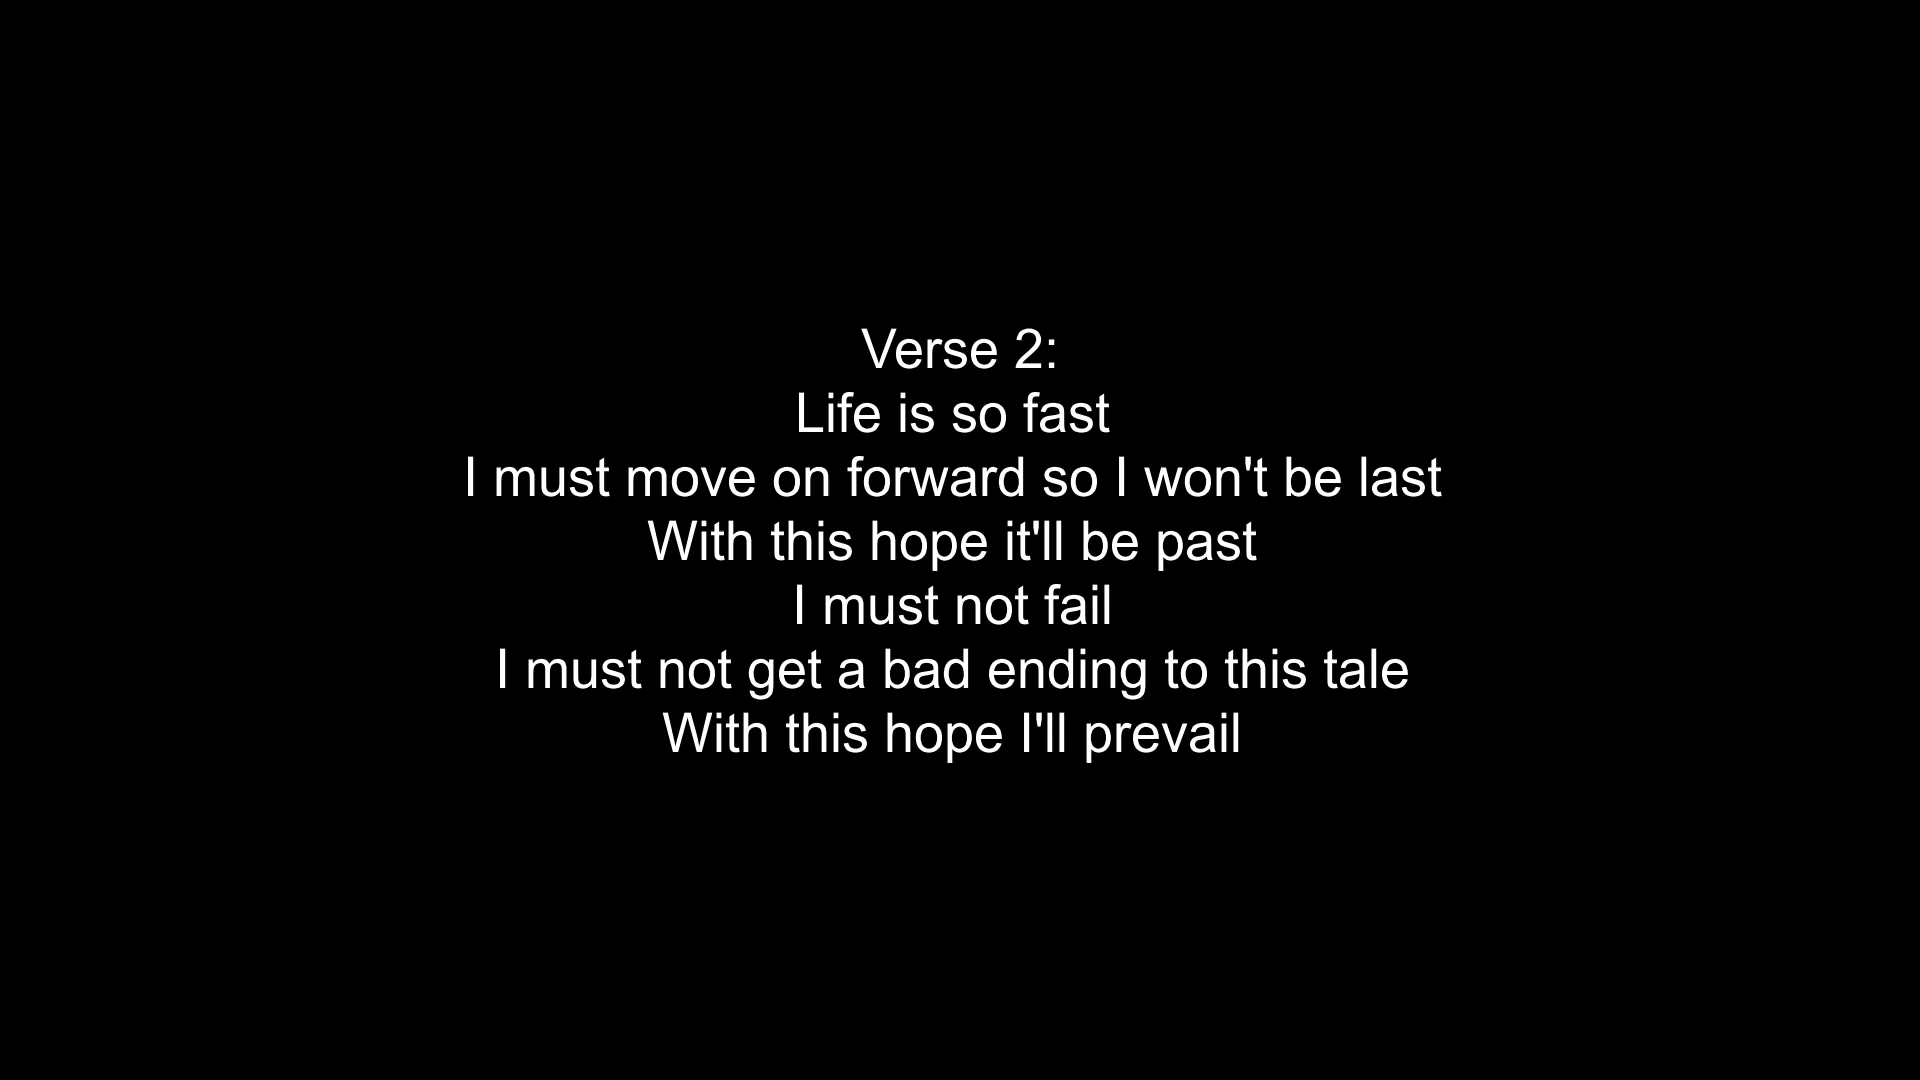 Verse 2:
Life is so fast
I must move on forward so I won't be last
With this hope it'll be past
I must not fail
I must not get a bad ending to this tale
With this hope I'll prevail